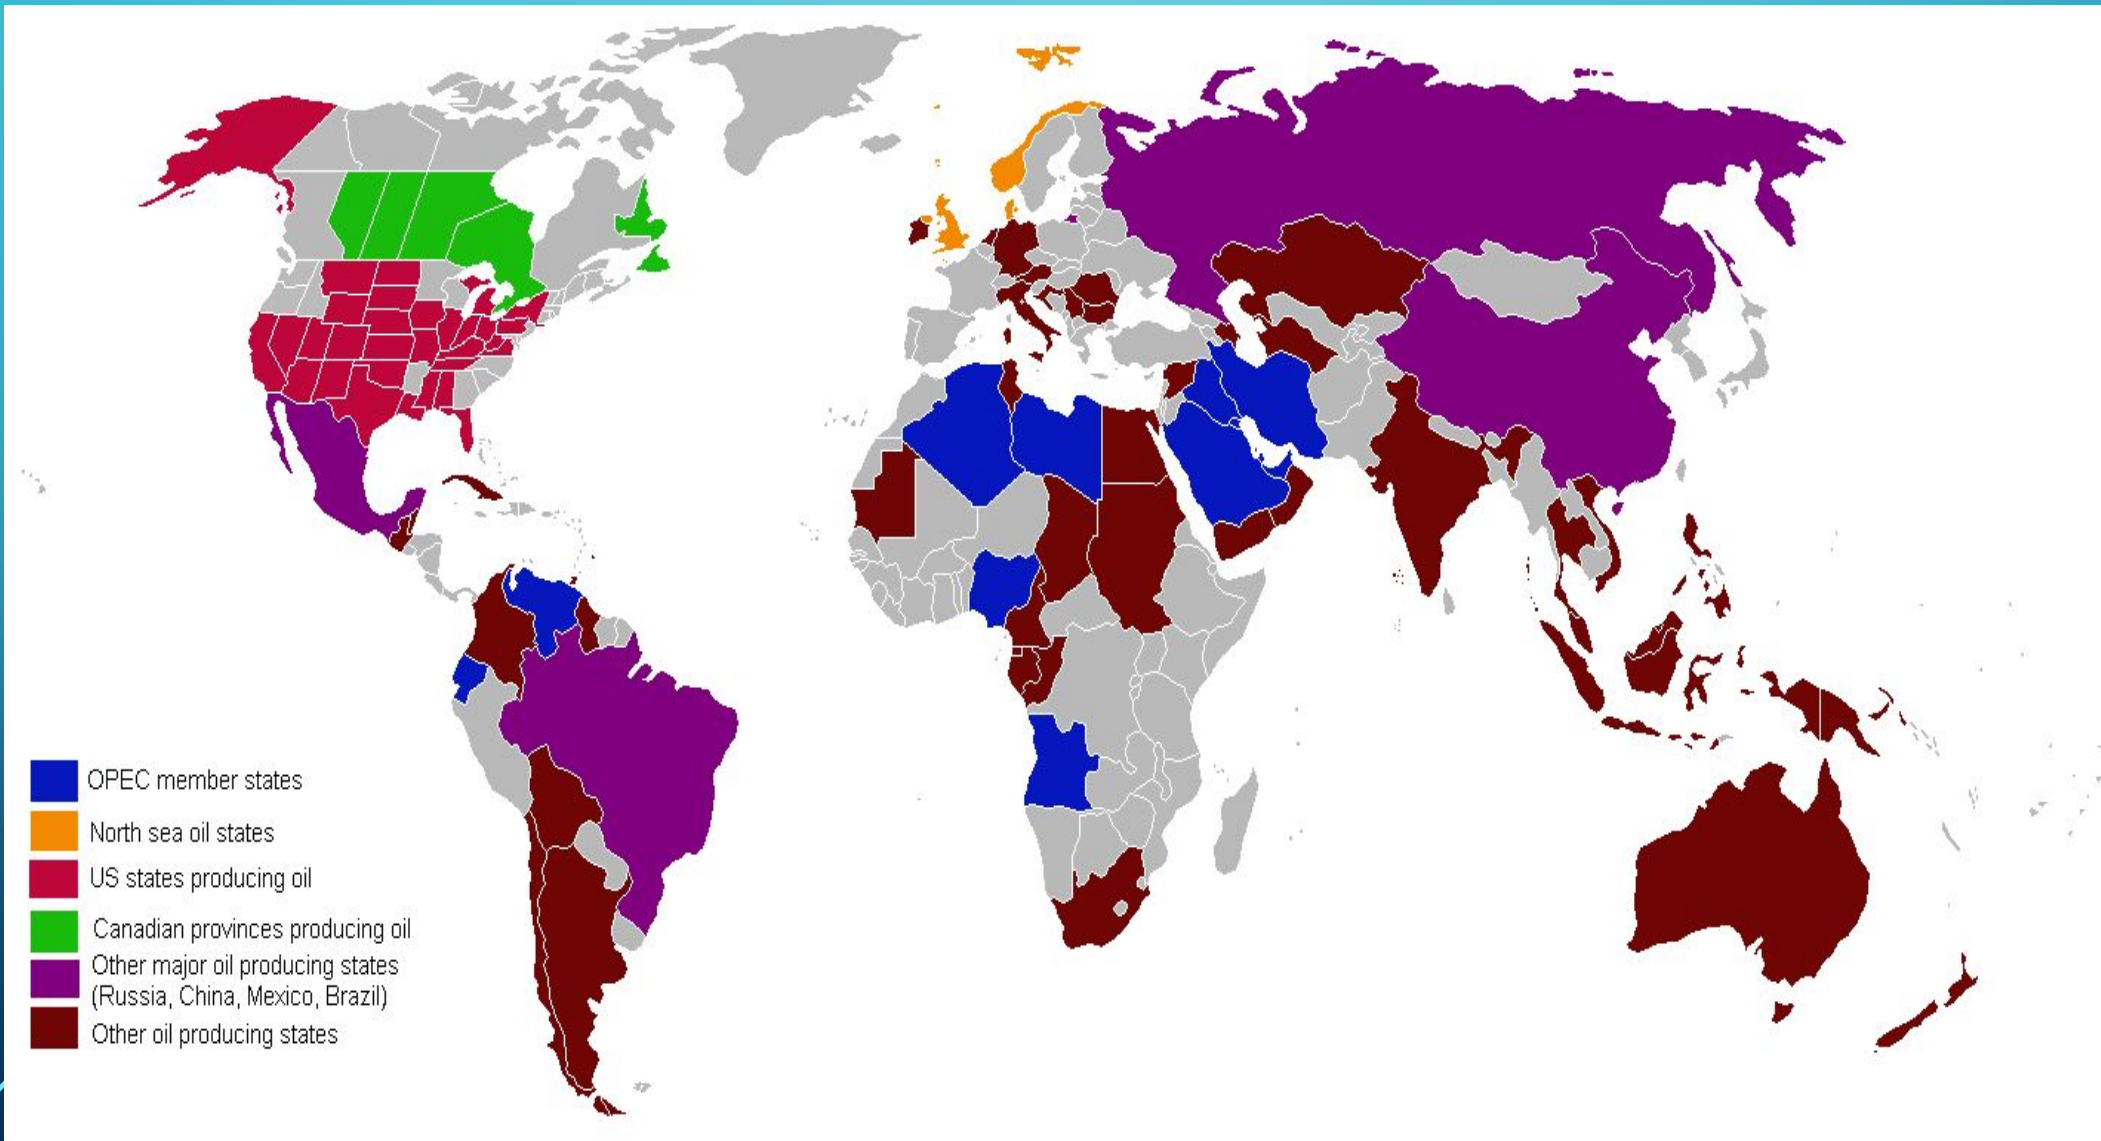 OPEC member states
North sea oil states
US states producing oil
Canadian provinces producing oil
Other major oil producing states
(Russia, China, Mexico, Brazil)
Other oil producing states